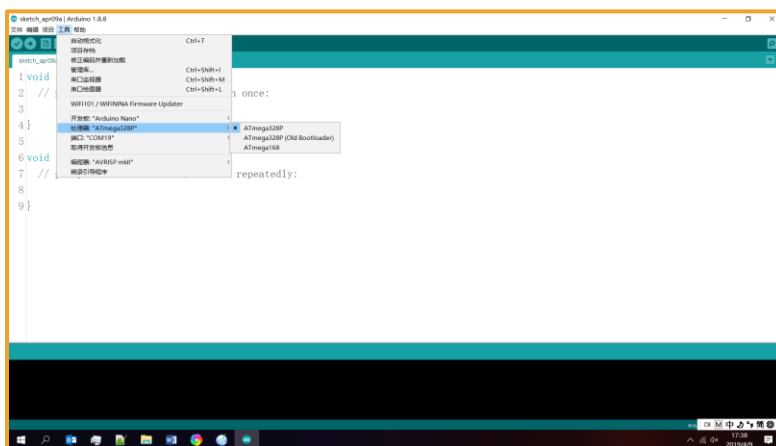 sketch_apr09a | Arduino 1.8.8
文件 编辑 项目 工具 帮助
自动格式化 Ctrl+T
项目存档
修正编码并重新加载
管理库... Ctrl+Shift+I
串口监视器 Ctrl+Shift+M
串口绘图器 Ctrl+Shift+L
WiFi101 / WiFiNINA Firmware Updater
开发板: "Arduino Nano"
处理器: "ATmega328P"
端口: "COM19"
取得开发板信息
编程器: "AVRISP mkII"
烧录引导程序
ATmega328P
ATmega328P (Old Bootloader)
ATmega168
1 void
2 // n once:
3
4 }
5
6 void
7 // repeatedly:
8
9 }
中 简
17:38
2019/4/9